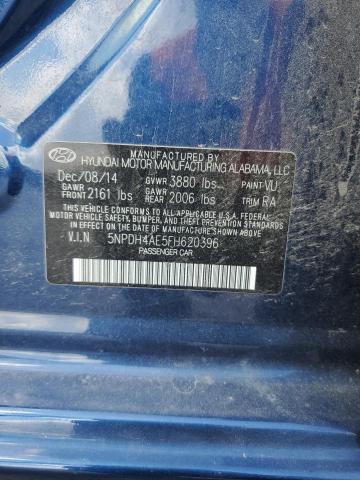 MANUFACTURED BY
HYUNDAI MOTOR MANUFACTURING ALABAMA, LLC
Dec/08/14 GVWR 3880 lbs PAINT VU
GAWR FRONT 2161 lbs GAWR REAR 2006 lbs TRIM RA
THIS VEHICLE CONFORMS TO ALL APPLICABLE U.S. FEDERAL
MOTOR VEHICLE SAFETY, BUMPER, AND THEFT PREVENTION
STANDARDS IN EFFECT ON THE DATE OF MANUFACTURE SHOWN ABOVE.
V.I.N 5NPDH4AE5FH620396
PASSENGER CAR